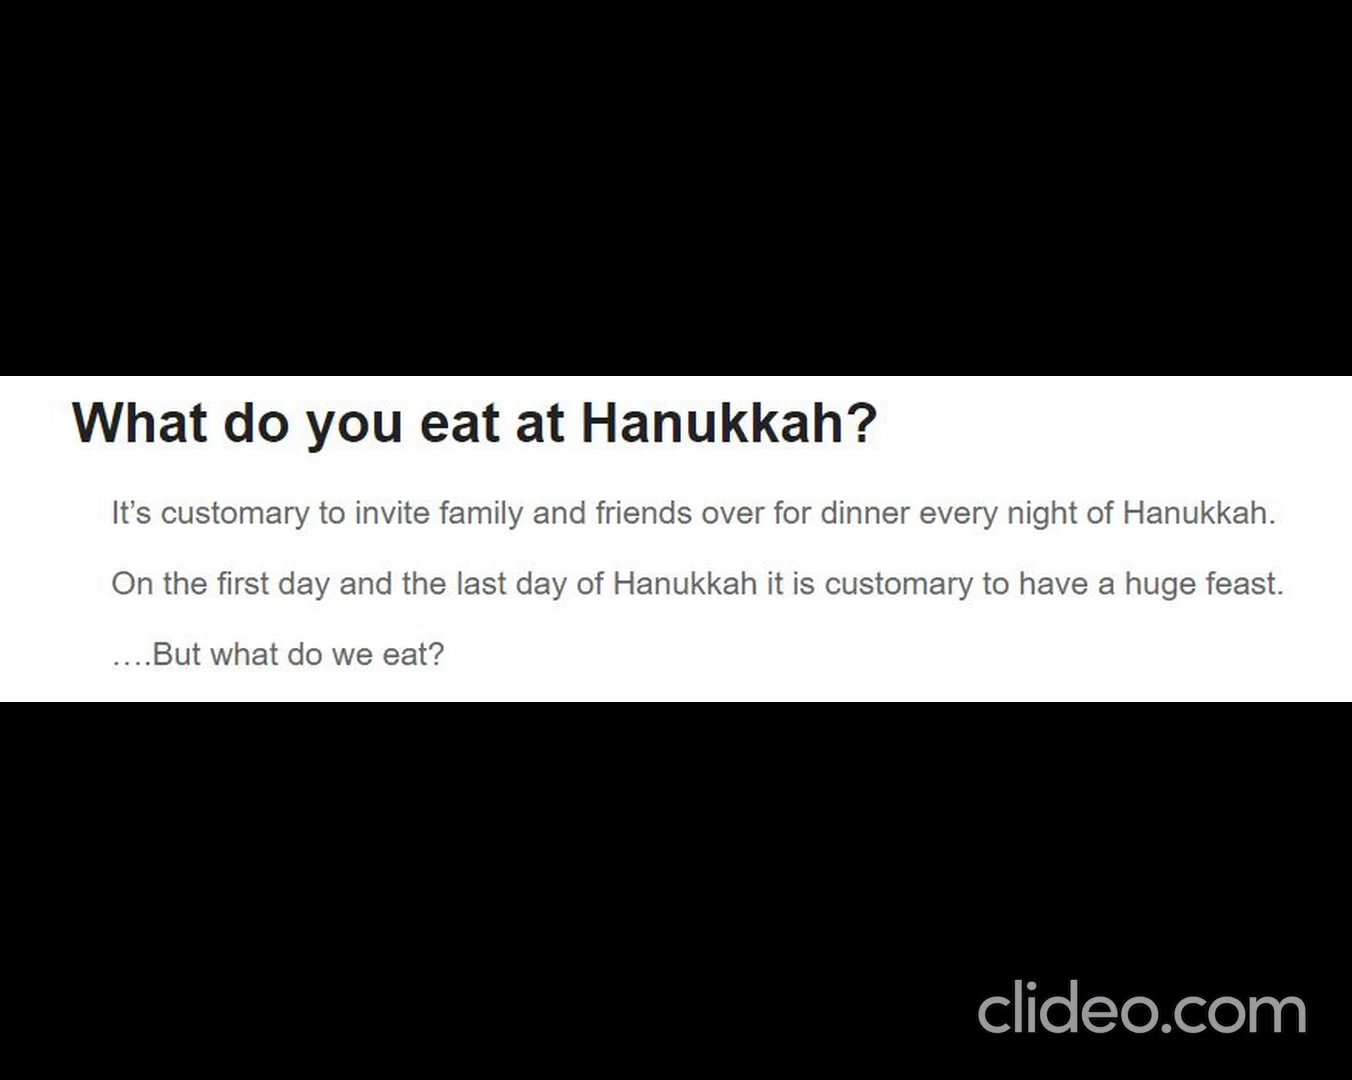 What do you eat at Hanukkah?
It’s customary to invite family and friends over for dinner every night of Hanukkah.
On the first day and the last day of Hanukkah it is customary to have a huge feast.
….But what do we eat?
clideo.com